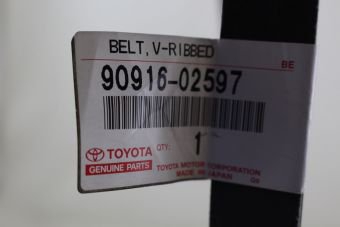 BELT, V-RIBBED
BE
90916-02597
TOYOTA
GENUINE PARTS
QTY:
1
TOYOTA MOTOR CORPORATION
MADE IN JAPAN